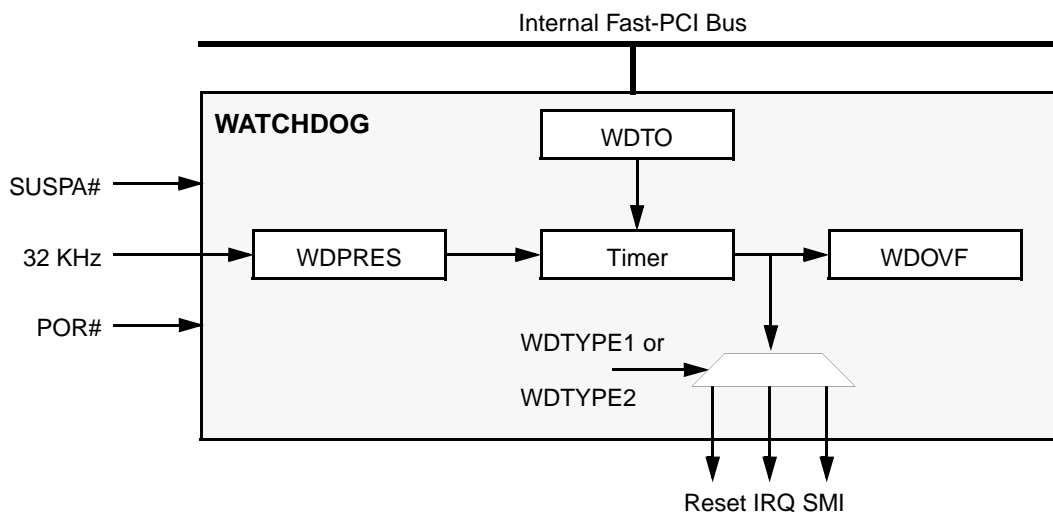 Internal Fast-PCI Bus
WATCHDOG
WDTO
SUSPA#
32 KHz
WDPRES
Timer
WDOVF
POR#
WDTYPE1 or
WDTYPE2
Reset IRQ SMI